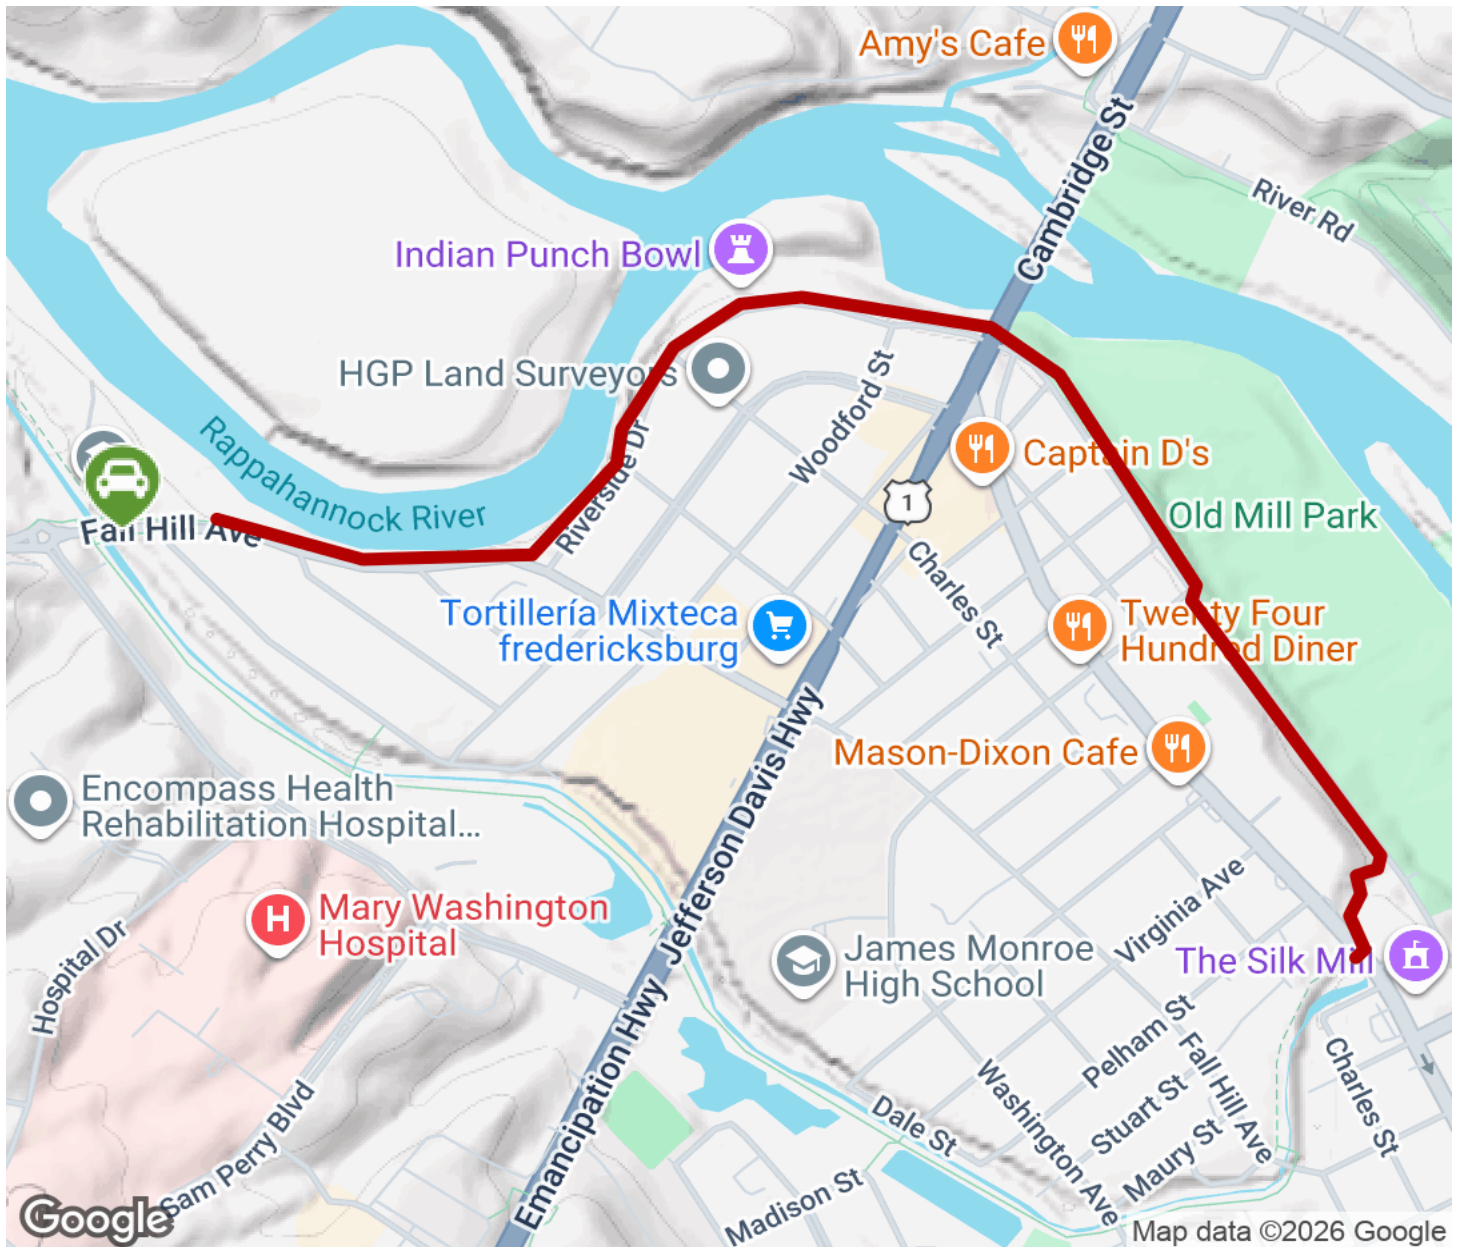 Amy's Cafe
Cambridge St
River Rd
Indian Punch Bowl
HGP Land Surveyors
Woodford St
Captain D's
Rappahannock River
Riverside Dr
1
Old Mill Park
Fall Hill Ave
Charles St
Tortillería Mixteca
fredericksburg
Twenty Four
Hundred Diner
Jefferson Davis Hwy
Mason-Dixon Cafe
Encompass Health
Rehabilitation Hospital...
Virginia Ave
H
Mary Washington
Hospital
James Monroe
High School
The Silk Mill
Hospital Dr
Emancipation Hwy
Pelham St
Fall Hill Ave
Washington Ave
Stuart St
Charles St
Dale St
Maury St
Sam Perry Blvd
Madison St
Google
Map data ©2026 Google